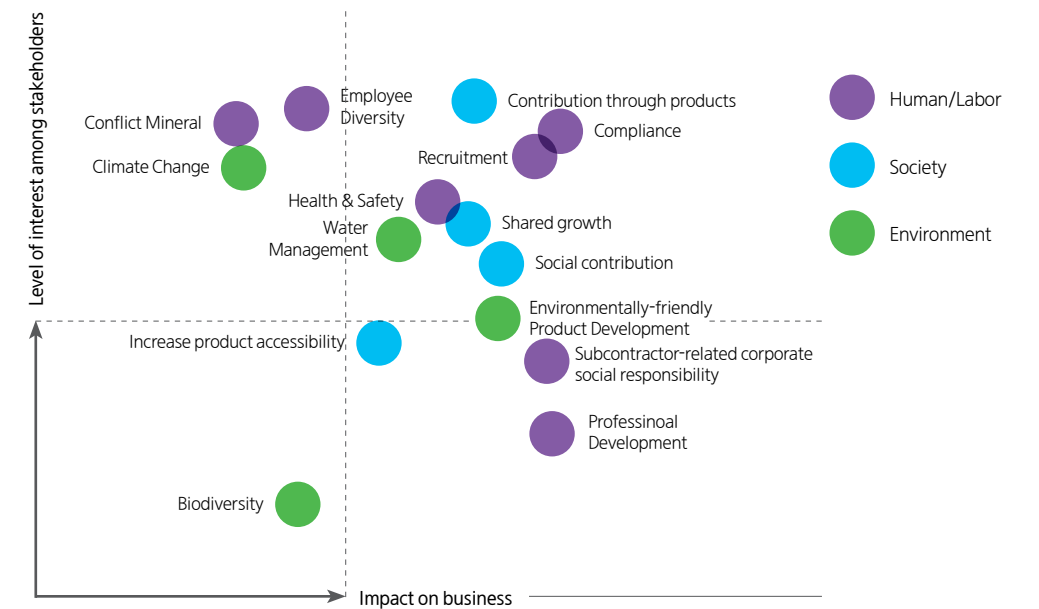 Level of interest among stakeholders
Employee
Diversity
Conflict Mineral
Climate Change
Contribution through products
Compliance
Recruitment
Health & Safety
Water
Management
Shared growth
Social contribution
Environmentally-friendly
Product Development
Increase product accessibility
Subcontractor-related corporate
social responsibility
Professinoal
Development
Biodiversity
Impact on business
Human/Labor
Society
Environment